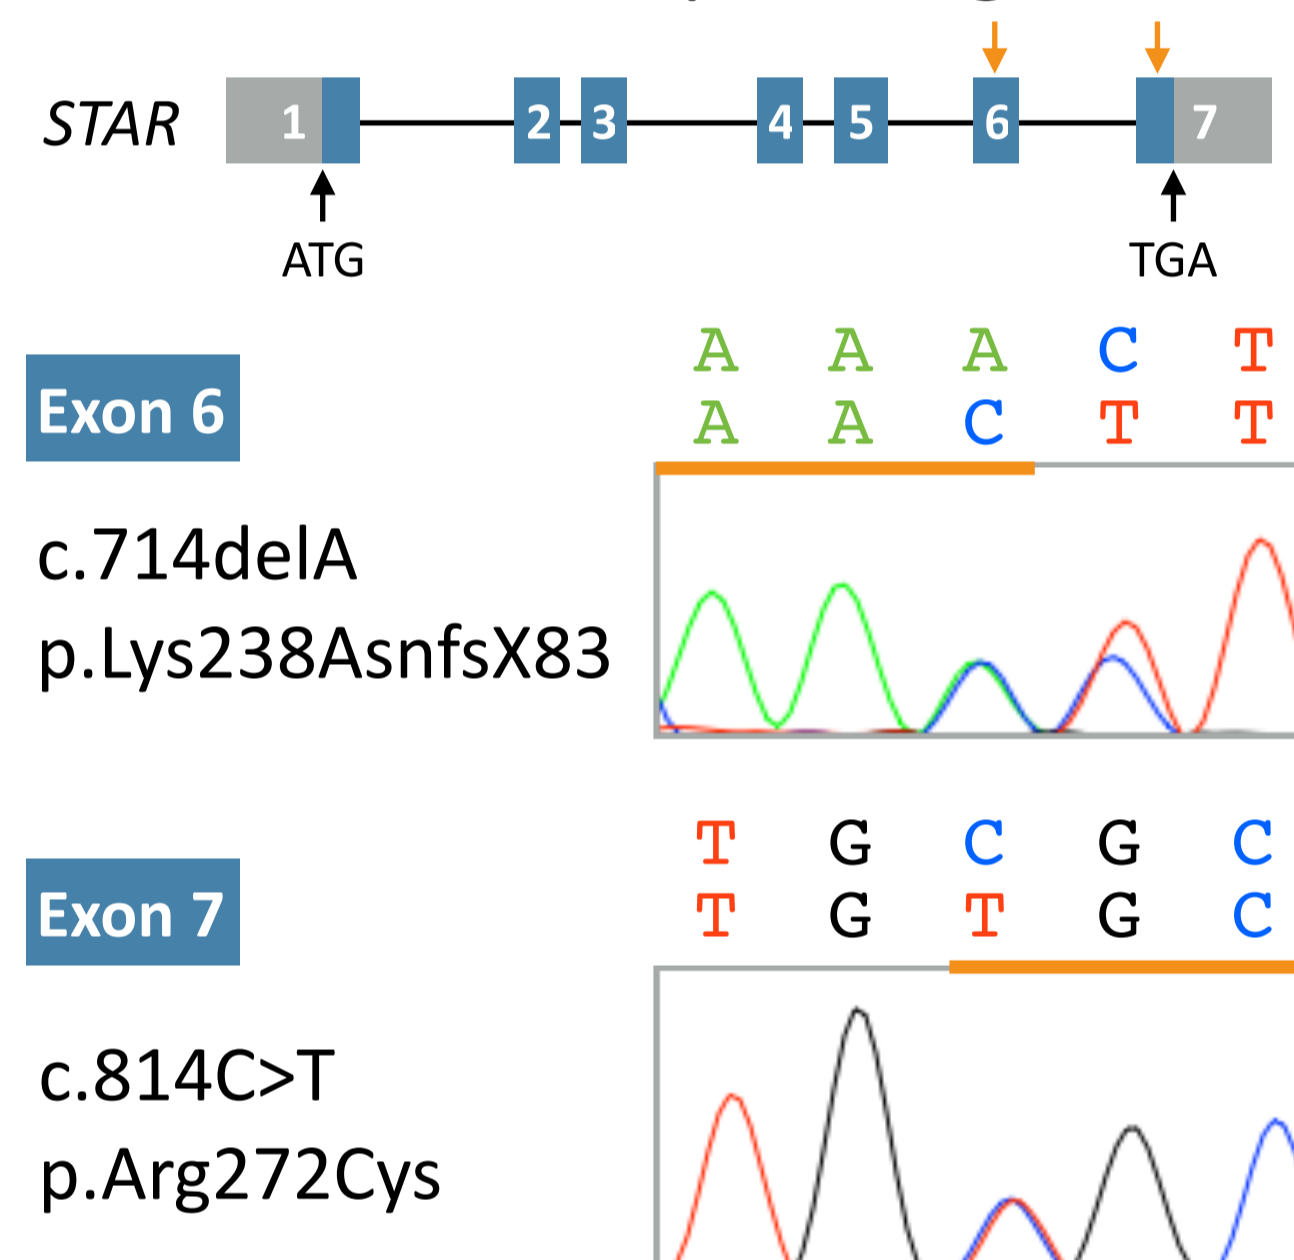 STAR 1 2 3 4 5 6 7
ATG TGA
A A A C T
Exon 6 A A C T T
c.714delA
p.Lys238AsnfsX83
T G C G C
Exon 7 T G T G C
c.814C>T
p.Arg272Cys